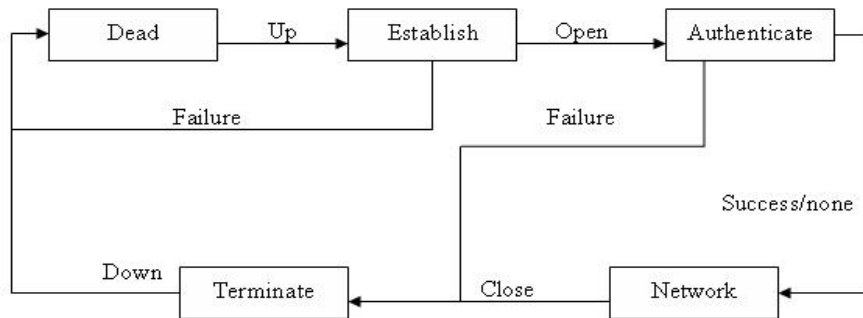 Dead
Up
Establish
Open
Authenticate
Failure
Failure
Success/none
Down
Terminate
Close
Network